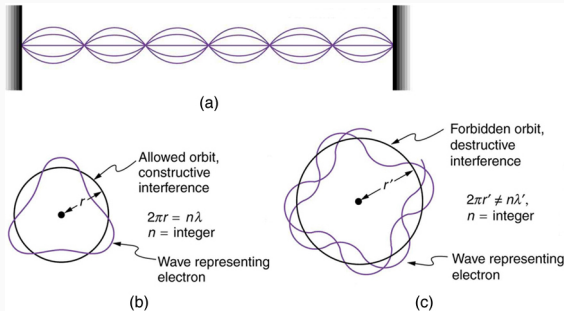 (a)
Allowed orbit,
constructive
interference
r
2πr = nλ
n = integer
Wave representing
electron
(b)
Forbidden orbit,
destructive
interference
r′
2πr′ ≠ nλ′,
n = integer
Wave representing
electron
(c)